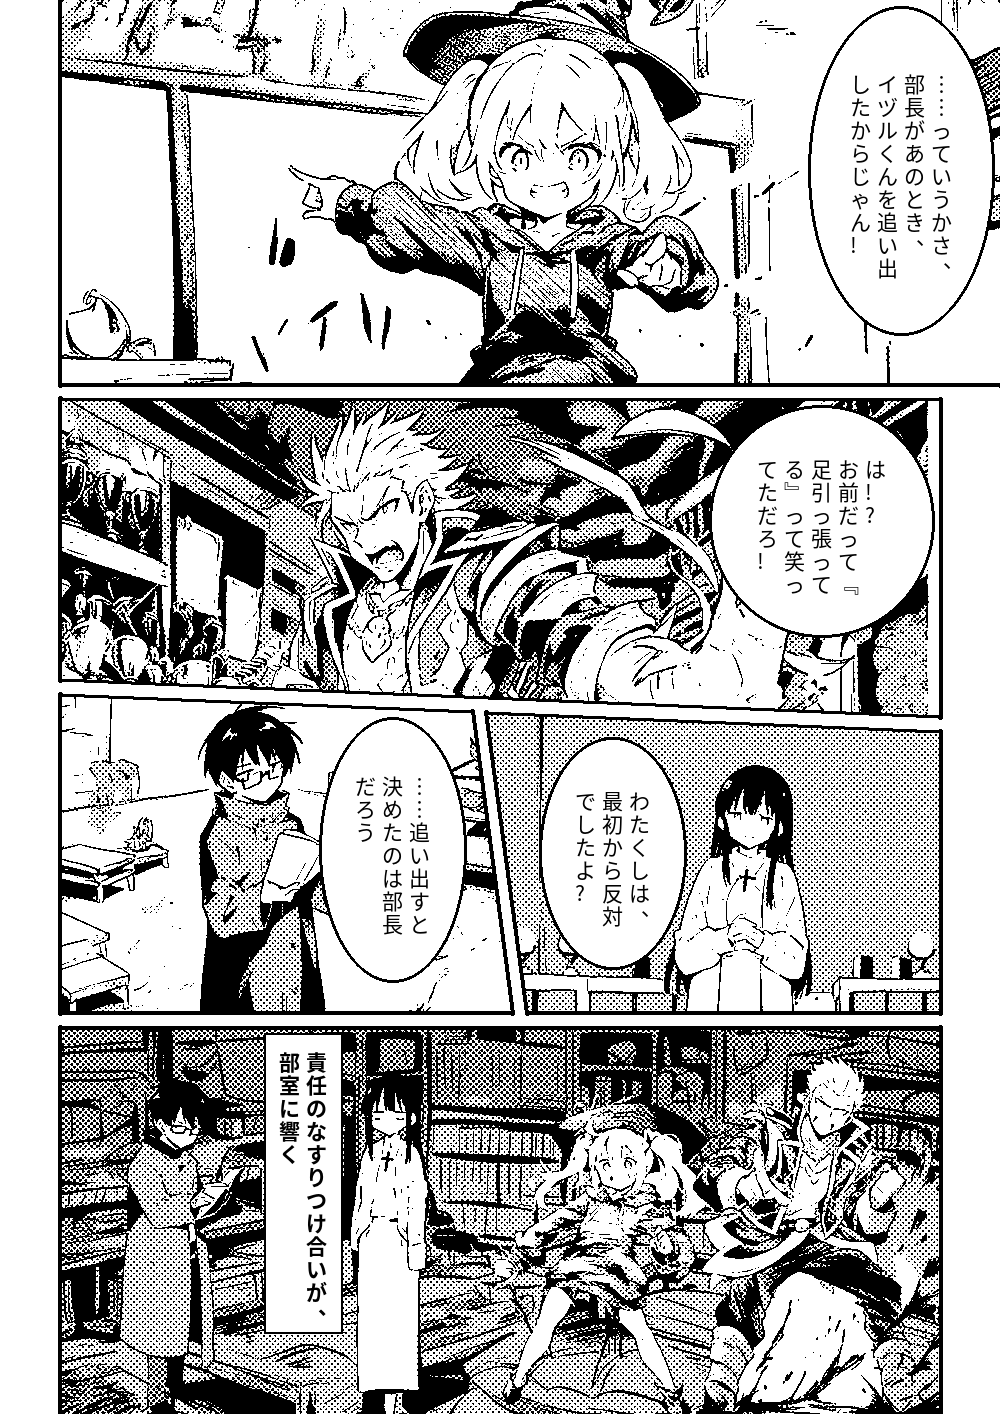 ……っていうかさ、
部長があのとき、
イヅルくんを追い出
したからじゃん！
は！？
お前だって『
足引っ張って
る』って笑っ
てただろ！
わたくしは、
最初から反対
でしたよ？
……追い出すと
決めたのは部長
だろう
責任のなすりつけ合いが、
部室に響く